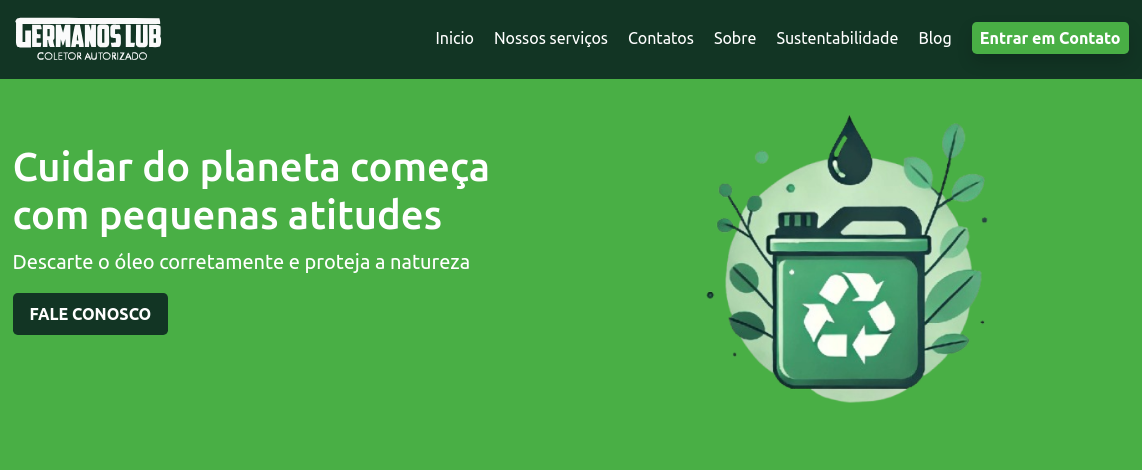 GERMANOS LUB
COLETOR AUTORIZADO
Inicio Nossos serviços Contatos Sobre Sustentabilidade Blog Entrar em Contato
Cuidar do planeta começa
com pequenas atitudes
Descarte o óleo corretamente e proteja a natureza
FALE CONOSCO